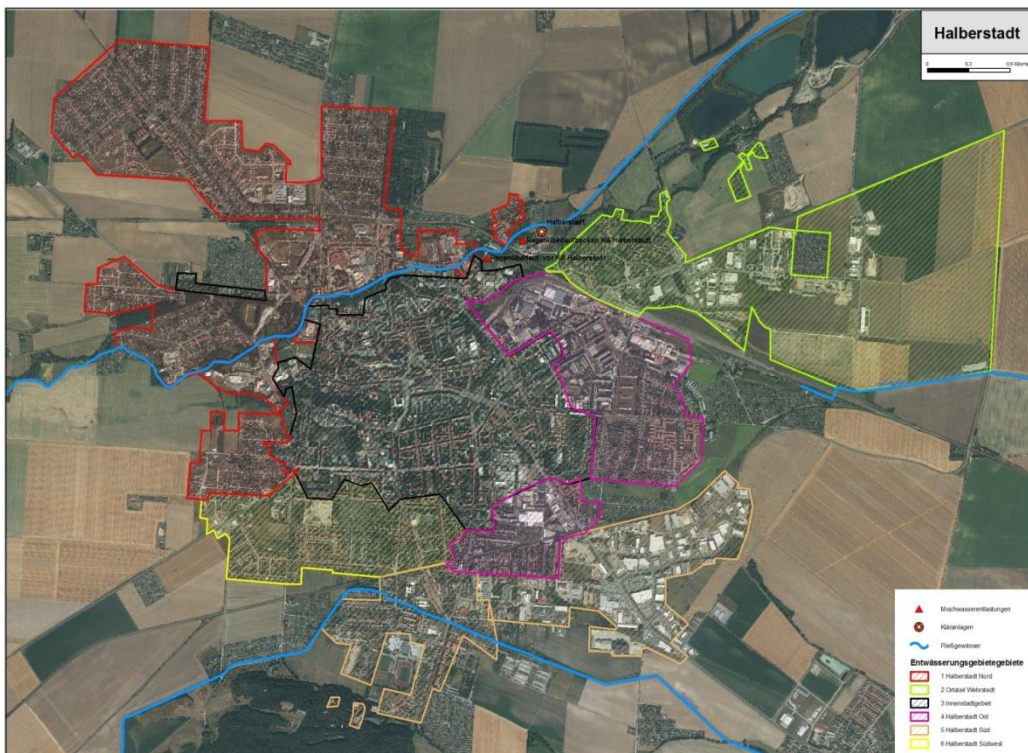 Halberstadt
0 0,3 0,6 Kilometer
Halberstadt
Regenüberlaufbecken KA Halberstadt
Regenüberlauf vor KA Halberstadt
Mischwasserentlastungen
Kläranlagen
Fließgewässer
Entwässerungsgebietegebiete
1 Halberstadt Nord
2 Ortsteil Wehrstedt
3 Innenstadtgebiet
4 Halberstadt Ost
5 Halberstadt Süd
6 Halberstadt Südwest